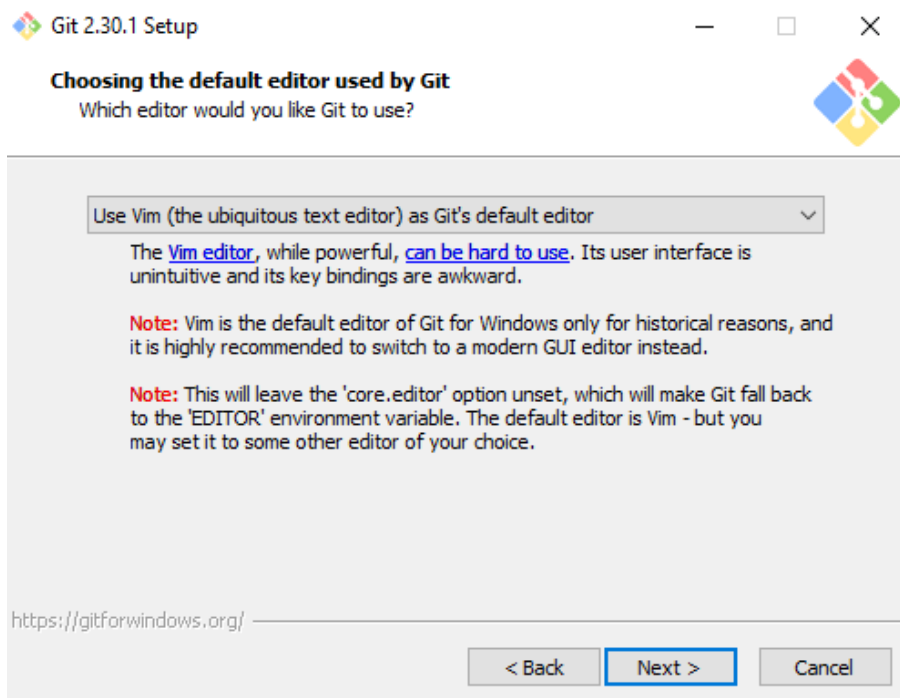 Git 2.30.1 Setup
Choosing the default editor used by Git
Which editor would you like Git to use?
Use Vim (the ubiquitous text editor) as Git's default editor
The Vim editor, while powerful, can be hard to use. Its user interface is
unintuitive and its key bindings are awkward.
Note: Vim is the default editor of Git for Windows only for historical reasons, and
it is highly recommended to switch to a modern GUI editor instead.
Note: This will leave the 'core.editor' option unset, which will make Git fall back
to the 'EDITOR' environment variable. The default editor is Vim - but you
may set it to some other editor of your choice.
https://gitforwindows.org/
< Back Next > Cancel